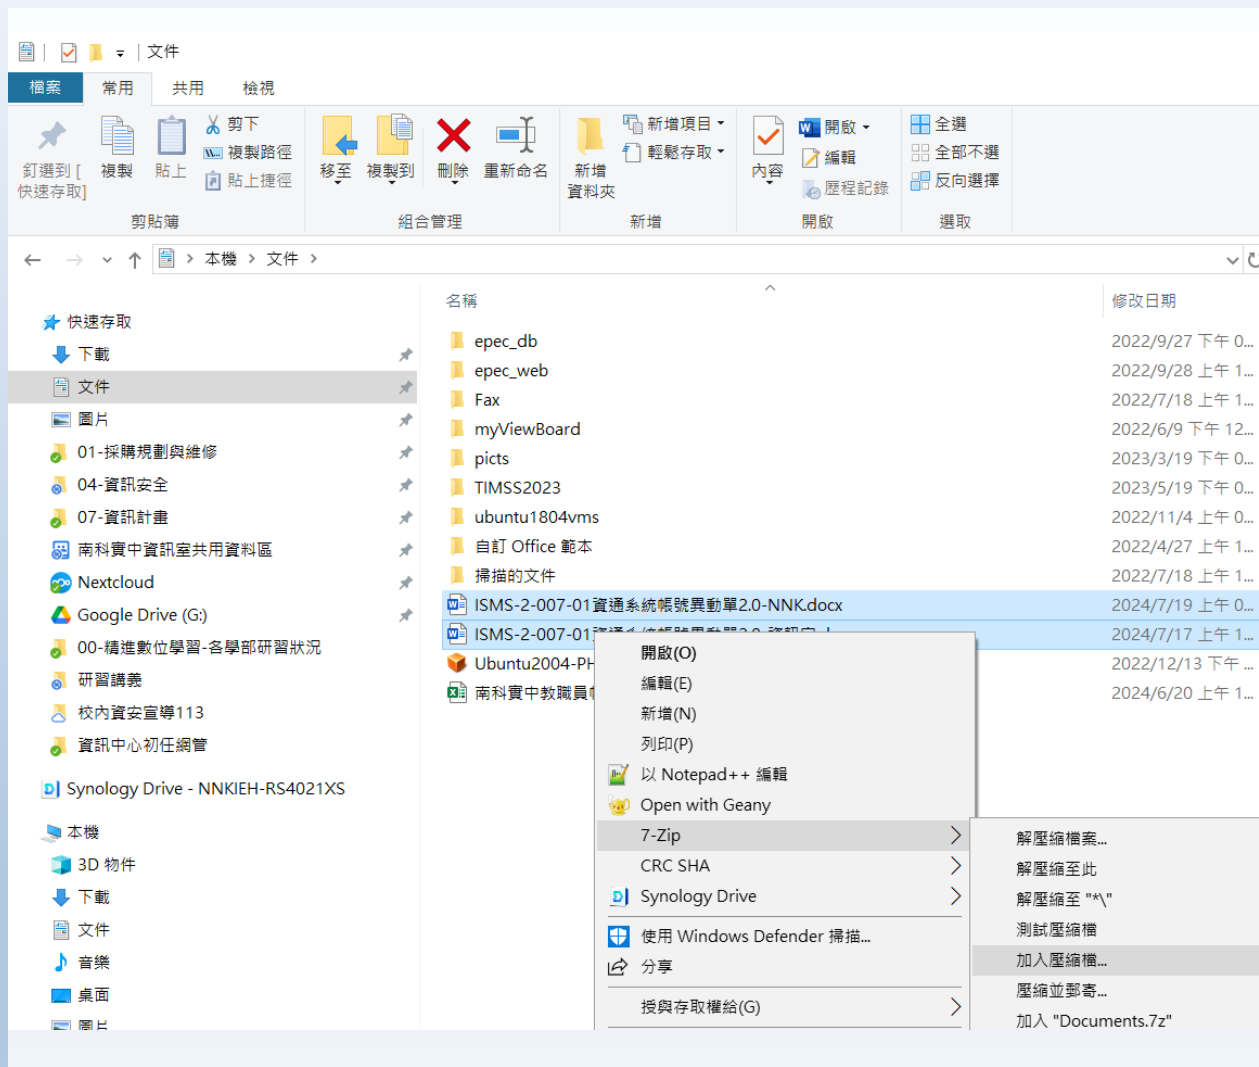 文件
檔案 常用 共用 檢視
釘選到 [
快速存取]
複製
貼上
剪下
複製路徑
貼上捷徑
剪貼簿
移至
複製到
刪除
重新命名
組合管理
新增
資料夾
新增項目
輕鬆存取
新增
內容
開啟
編輯
歷程記錄
開啟
全選
全部不選
反向選擇
選取
本機 文件
快速存取
下載
文件
圖片
01-採購規劃與維修
04-資訊安全
07-資訊計畫
南科實中資訊室共用資料區
Nextcloud
Google Drive (G:)
00-精進數位學習-各學部研習狀況
研習講義
校內資安宣導113
資訊中心初任網管
Synology Drive - NNKIEH-RS4021XS
本機
3D 物件
下載
文件
音樂
桌面
圖片
名稱 修改日期
epec_db 2022/9/27 下午 0...
epec_web 2022/9/28 上午 1...
Fax 2022/7/18 上午 1...
myViewBoard 2022/6/9 下午 12...
picts 2023/3/19 下午 0...
TIMSS2023 2023/5/19 下午 0...
ubuntu1804vms 2022/11/4 上午 0...
自訂 Office 範本 2022/4/27 上午 1...
掃描的文件 2022/7/18 上午 1...
ISMS-2-007-01資通系統帳號異動單2.0-NNK.docx 2024/7/19 上午 0...
ISMS-2-007-01資通系統帳號異動單2.0-資訊室.d 2024/7/17 上午 1...
Ubuntu2004-PH 2022/12/13 下午 ...
南科實中教職員 2024/6/20 上午 1...
開啟(O)
編輯(E)
新增(N)
列印(P)
以 Notepad++ 編輯
Open with Geany
7-Zip
CRC SHA
Synology Drive
使用 Windows Defender 掃描...
分享
授與存取權給(G)
解壓縮檔案...
解壓縮至此
解壓縮至 "*\"
測試壓縮檔
加入壓縮檔...
壓縮並郵寄...
加入 "Documents.7z"